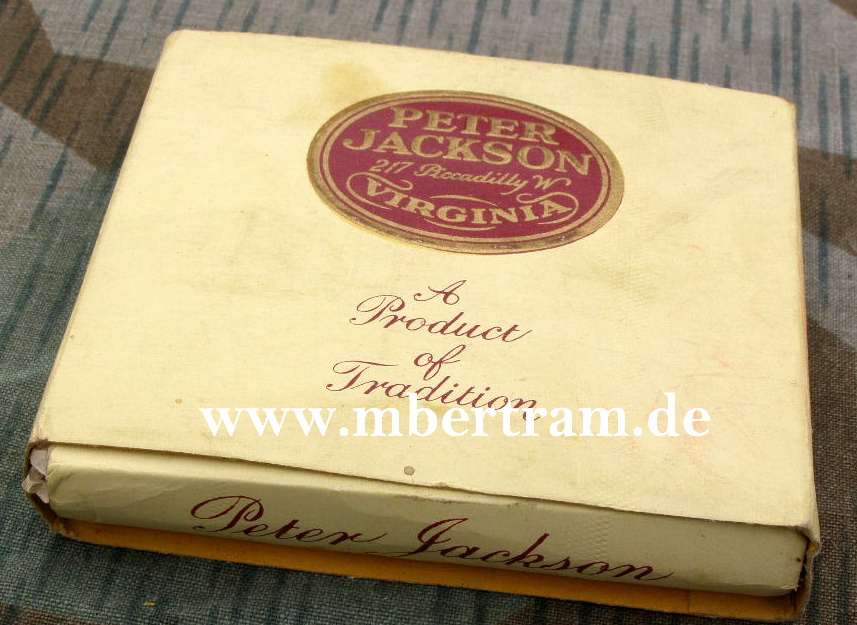 PETER
JACKSON
217 Piccadilly W
VIRGINIA
A
Product
of
Tradition
www.mbertram.de
Peter Jackson